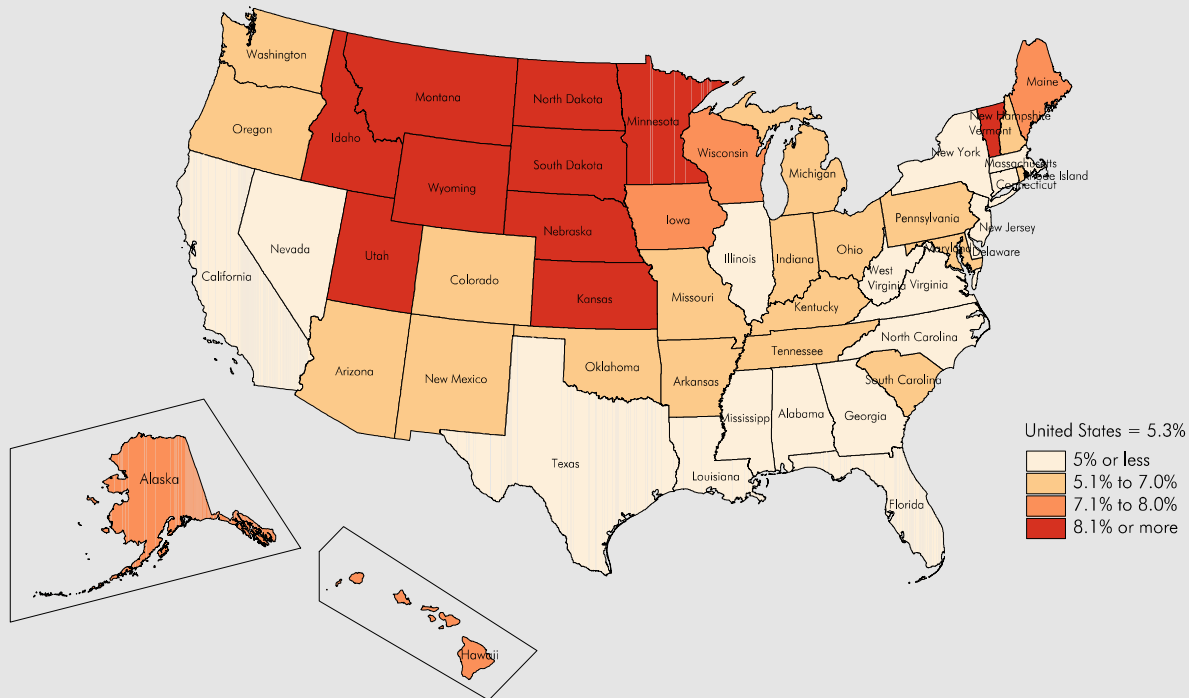 Washington
Maine
Montana
North Dakota
Minnesota
New Hampshire
Oregon
Idaho
Vermont
Wisconsin
New York
South Dakota
Massachusetts
Michigan
Rhode Island
Wyoming
Connecticut
Iowa
Pennsylvania
Nebraska
New Jersey
Nevada
Utah
Ohio
Maryland
Delaware
Illinois
Indiana
California
Colorado
West
Virginia
Virginia
Missouri
Kansas
Kentucky
North Carolina
Tennessee
Oklahoma
Arizona
New Mexico
Arkansas
South Carolina
Mississipp
Alabama
Georgia
Texas
Louisiana
Florida
Alaska
Hawaii
United States = 5.3%
5% or less
5.1% to 7.0%
7.1% to 8.0%
8.1% or more